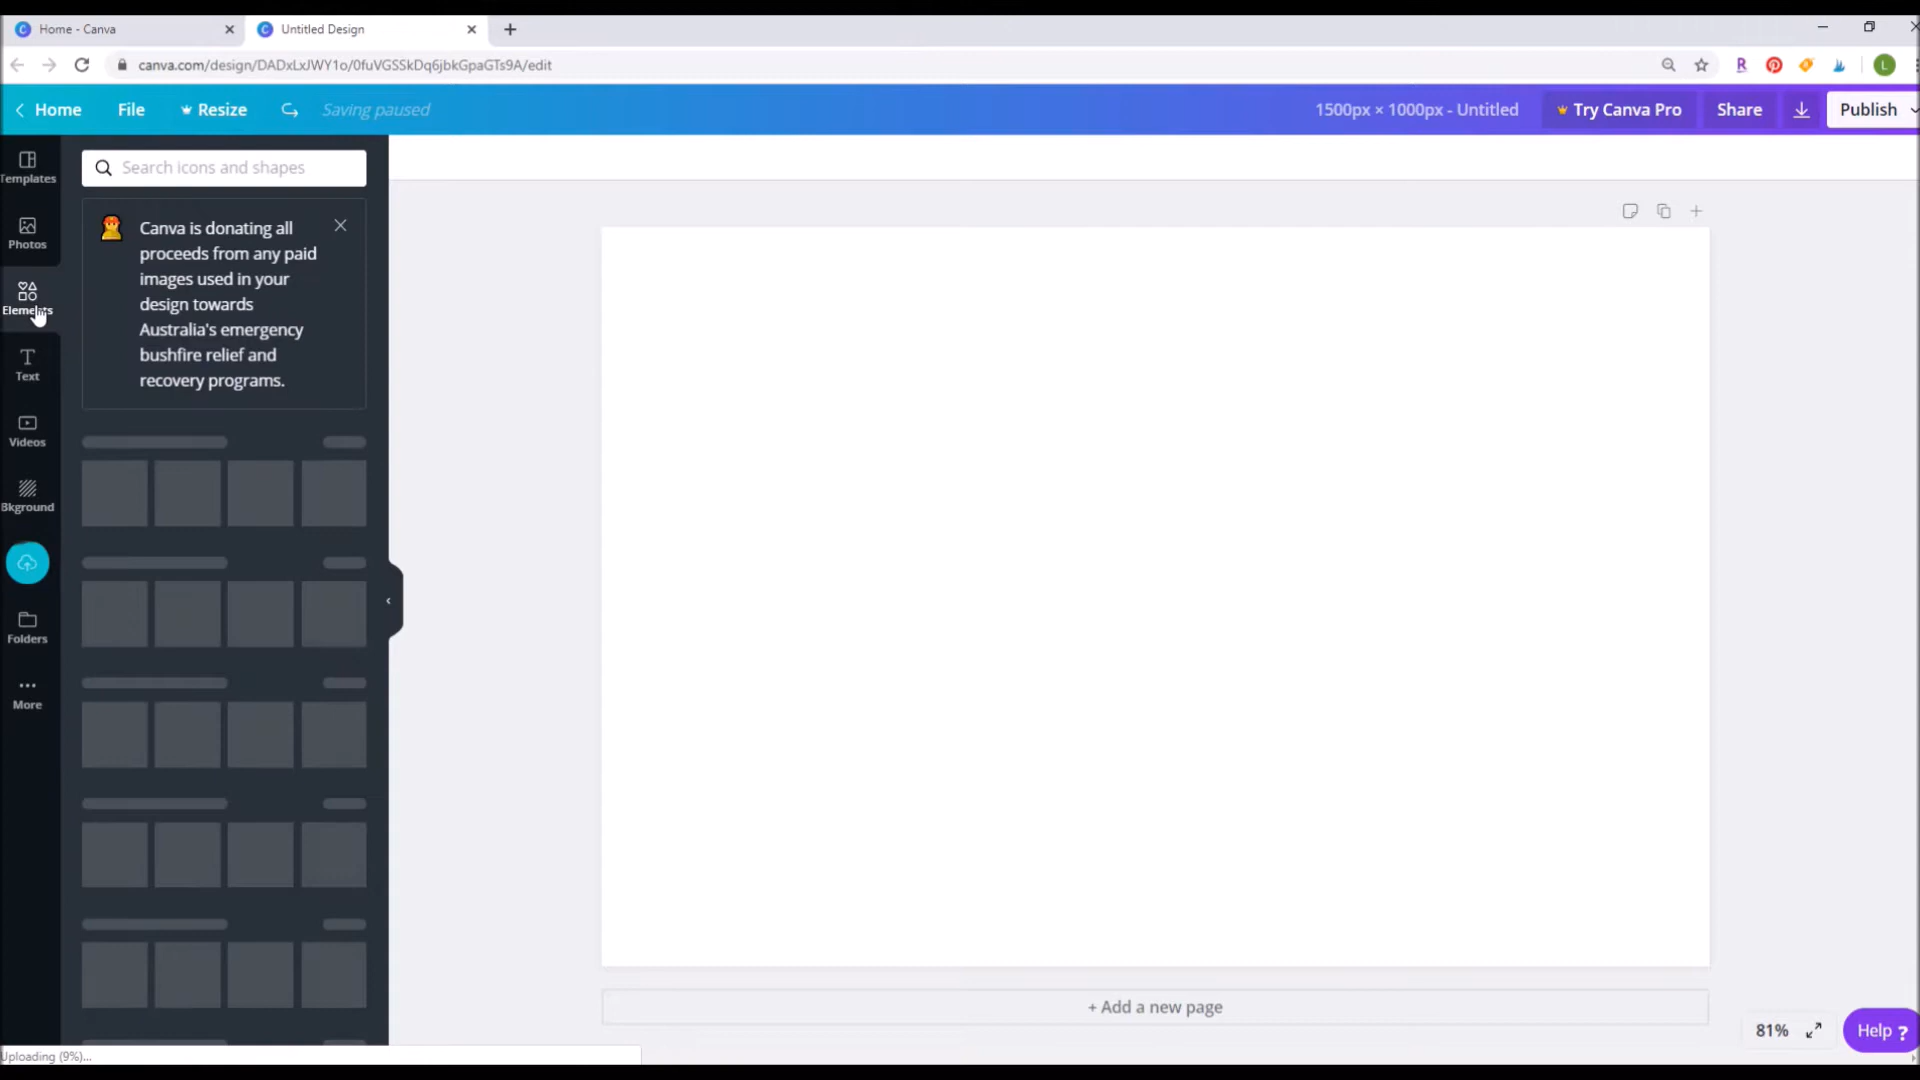 Home - Canva
Untitled Design
canva.com/design/DADxLxJWY1o/0fuVGSSkDq6jbkGpaGTs9A/edit
R
L
Home
File
Resize
Saving paused
1500px × 1000px - Untitled
Try Canva Pro
Share
Publish
Templates
Photos
Elements
Text
Videos
Bkground
Folders
More
Search icons and shapes
Canva is donating all
proceeds from any paid
images used in your
design towards
Australia's emergency
bushfire relief and
recovery programs.
+ Add a new page
81%
Help ?
Uploading (9%)...